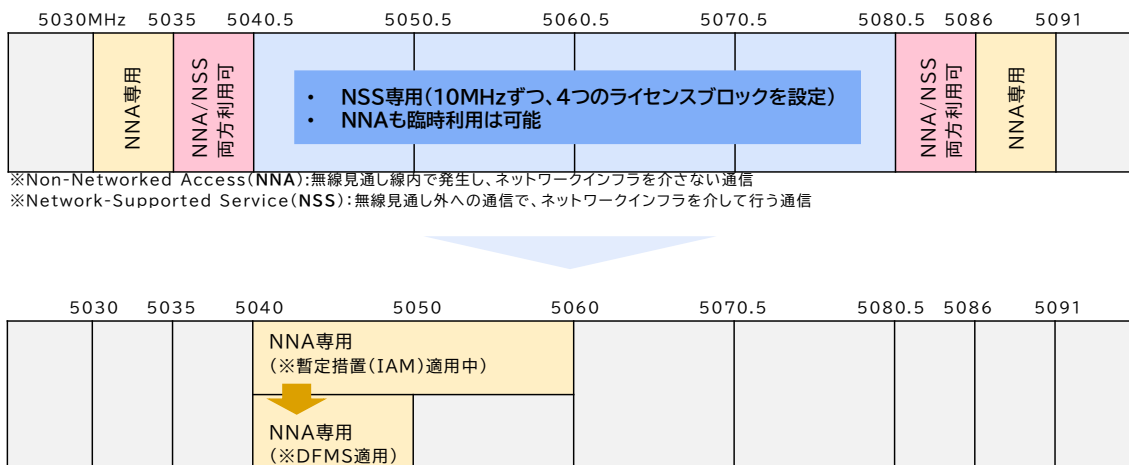 5030MHz 5035 5040.5 5050.5 5060.5 5070.5 5080.5 5086 5091
NNA専用
NNA/NSS
両方利用可
• NSS専用(10MHzずつ、4つのライセンスブロックを設定)
• NNAも臨時利用は可能
NNA/NSS
両方利用可
NNA専用
※Non-Networked Access(NNA):無線見通し線内で発生し、ネットワークインフラを介さない通信
※Network-Supported Service(NSS):無線見通し外への通信で、ネットワークインフラを介して行う通信
5030 5035 5040 5050 5060 5070.5 5080.5 5086 5091
NNA専用
(※暫定措置(IAM)適用中)
NNA専用
(※DFMS適用)